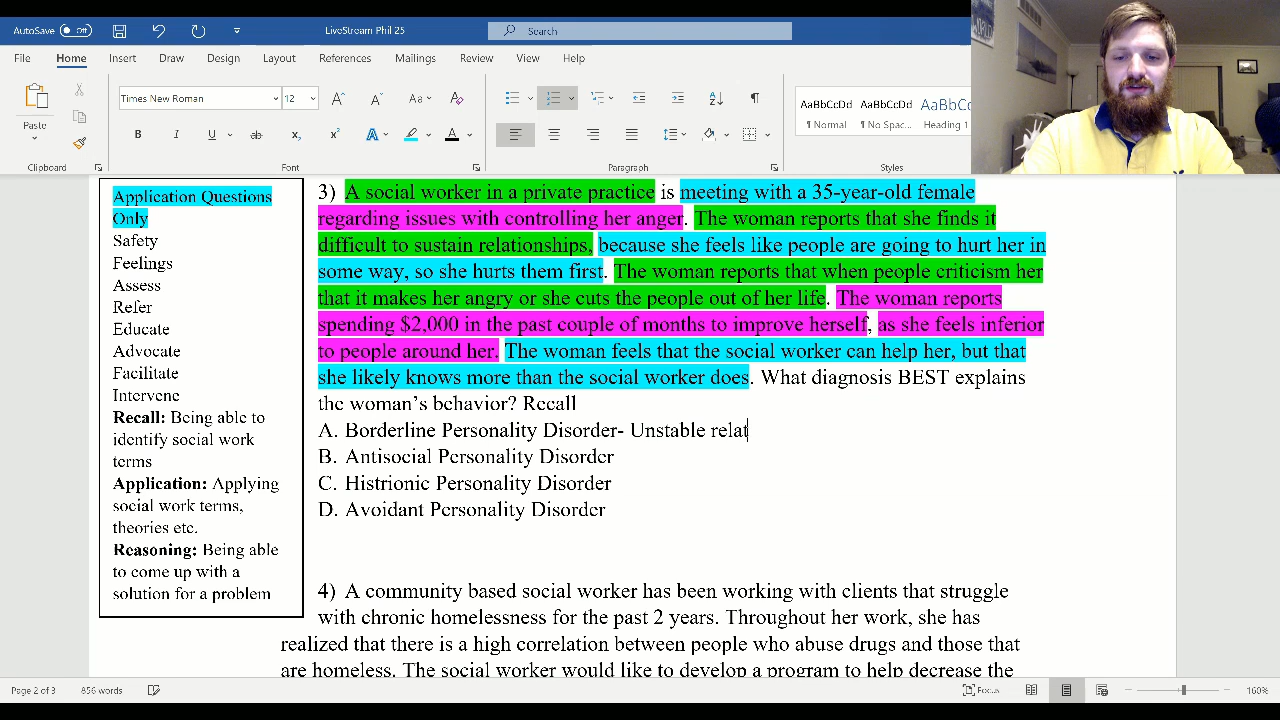 AutoSave Off LiveStream Phil 25 Search
File Home Insert Draw Design Layout References Mailings Review View Help
Times New Roman 12 Aa AaBbCcDd AaBbCcDd AaBbCc
Paste B I U ab x x A A ¶ Normal ¶ No Spac... Heading 1
Clipboard Font Paragraph Styles
Application Questions
Only
Safety
Feelings
Assess
Refer
Educate
Advocate
Facilitate
Intervene
Recall: Being able to
identify social work
terms
Application: Applying
social work terms,
theories etc.
Reasoning: Being able
to come up with a
solution for a problem
3) A social worker in a private practice is meeting with a 35-year-old female
regarding issues with controlling her anger. The woman reports that she finds it
difficult to sustain relationships, because she feels like people are going to hurt her in
some way, so she hurts them first. The woman reports that when people criticism her
that it makes her angry or she cuts the people out of her life. The woman reports
spending $2,000 in the past couple of months to improve herself, as she feels inferior
to people around her. The woman feels that the social worker can help her, but that
she likely knows more than the social worker does. What diagnosis BEST explains
the woman's behavior? Recall
A. Borderline Personality Disorder- Unstable relat
B. Antisocial Personality Disorder
C. Histrionic Personality Disorder
D. Avoidant Personality Disorder
4) A community based social worker has been working with clients that struggle
with chronic homelessness for the past 2 years. Throughout her work, she has
realized that there is a high correlation between people who abuse drugs and those that
are homeless. The social worker would like to develop a program to help decrease the
Page 2 of 3 856 words Focus 160%